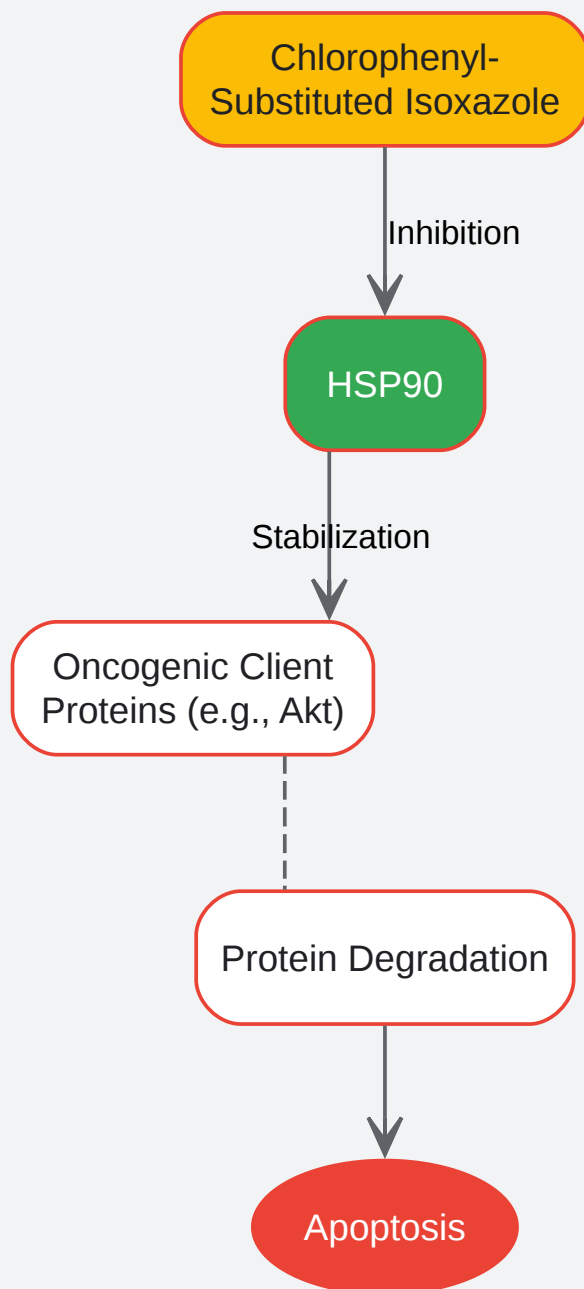 Chlorophenyl-
Substituted Isoxazole
Inhibition
HSP90
Stabilization
Oncogenic Client
Proteins (e.g., Akt)
Protein Degradation
Apoptosis